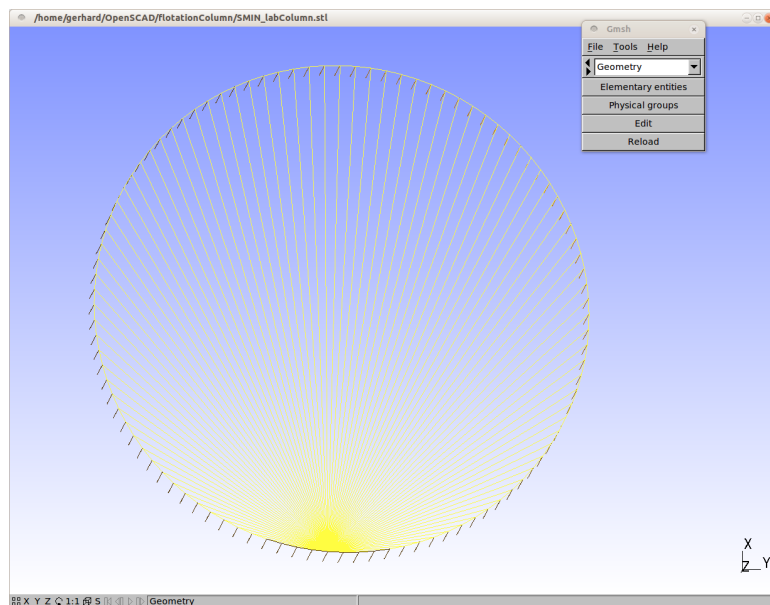 /home/gerhard/OpenSCAD/flotationColumn/SMIN_labColumn.stl
Gmsh
File Tools Help
Geometry
Elementary entities
Physical groups
Edit
Reload
X
Z Y
X Y Z 1:1 S Geometry